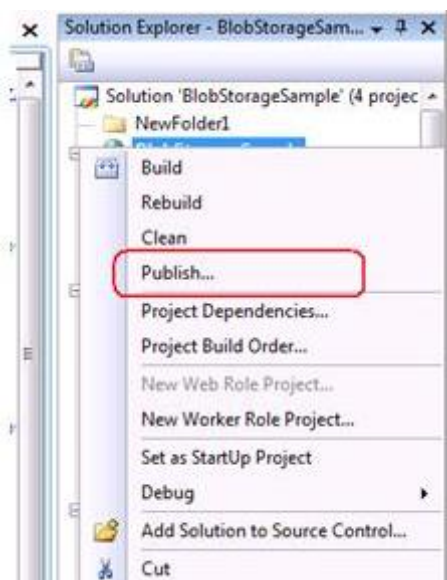 Solution Explorer - BlobStorageSam...
Solution 'BlobStorageSample' (4 projec
NewFolder1
Build
Rebuild
Clean
Publish...
Project Dependencies...
Project Build Order...
New Web Role Project...
New Worker Role Project...
Set as StartUp Project
Debug
Add Solution to Source Control...
Cut